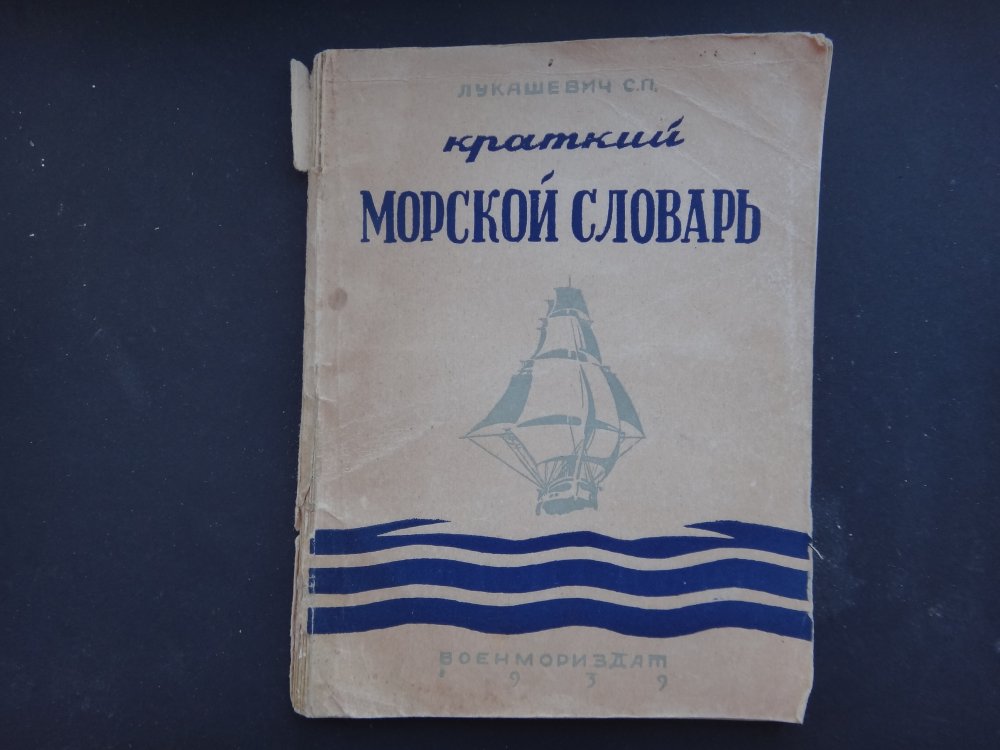 ЛУКАШЕВИЧ С.П.
краткий
МОРСКОЙ СЛОВАРЬ
ВОЕНМОРИЗДАТ
1939